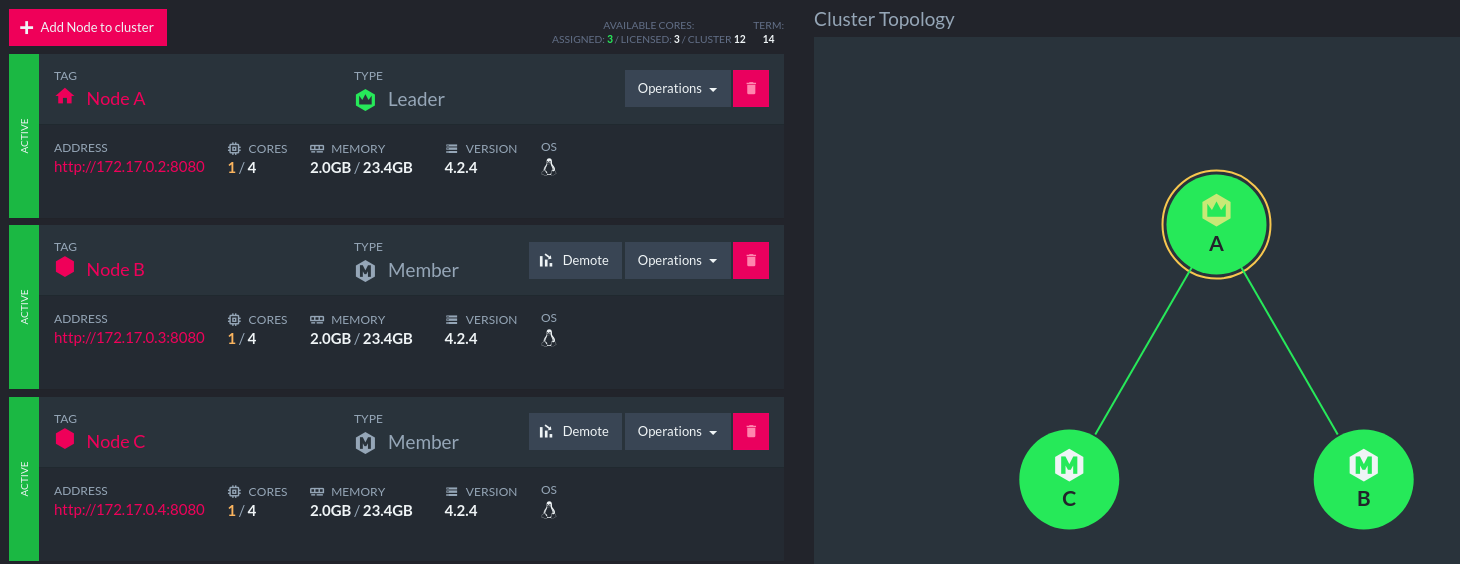 Add Node to cluster
AVAILABLE CORES: TERM:
ASSIGNED: 3 / LICENSED: 3 / CLUSTER 12 14
ACTIVE
TAG TYPE
Node A Leader Operations
ADDRESS CORES MEMORY VERSION OS
http://172.17.0.2:8080 1 / 4 2.0GB / 23.4GB 4.2.4
ACTIVE
TAG TYPE
Node B Member Demote Operations
ADDRESS CORES MEMORY VERSION OS
http://172.17.0.3:8080 1 / 4 2.0GB / 23.4GB 4.2.4
ACTIVE
TAG TYPE
Node C Member Demote Operations
ADDRESS CORES MEMORY VERSION OS
http://172.17.0.4:8080 1 / 4 2.0GB / 23.4GB 4.2.4
Cluster Topology
A
M M
C B